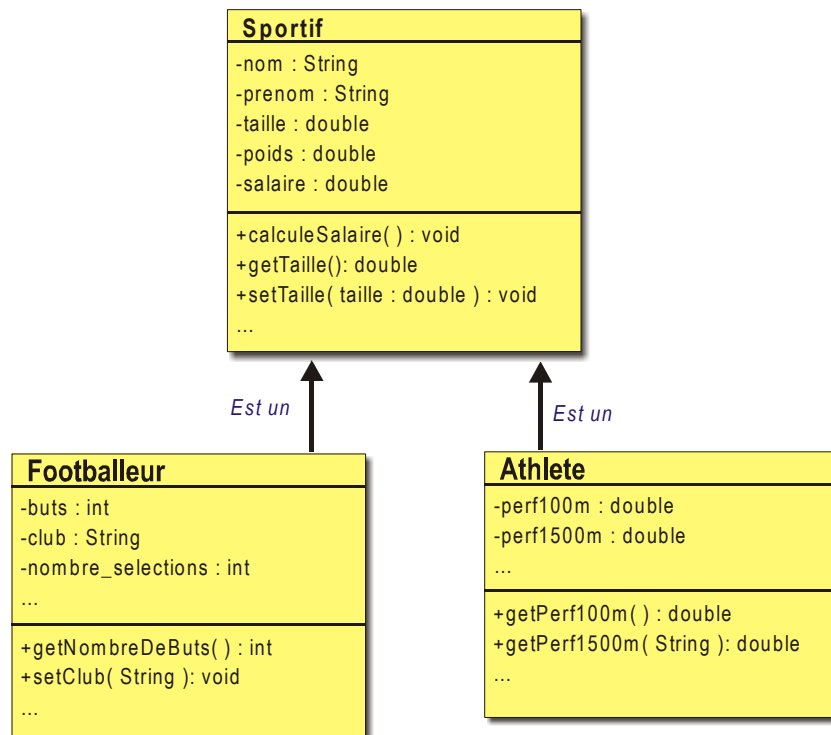 Sportif
-nom : String
-prenom : String
-taille : double
-poids : double
-salaire : double
+calculeSalaire( ) : void
+getTaille(): double
+setTaille( taille : double ) : void
...
Est un
Est un
Footballeur
-buts : int
-club : String
-nombre_selections : int
...
+getNombreDeButs( ) : int
+setClub( String ): void
...
Athlete
-perf100m : double
-perf1500m : double
...
+getPerf100m( ) : double
+getPerf1500m( String ): double
...